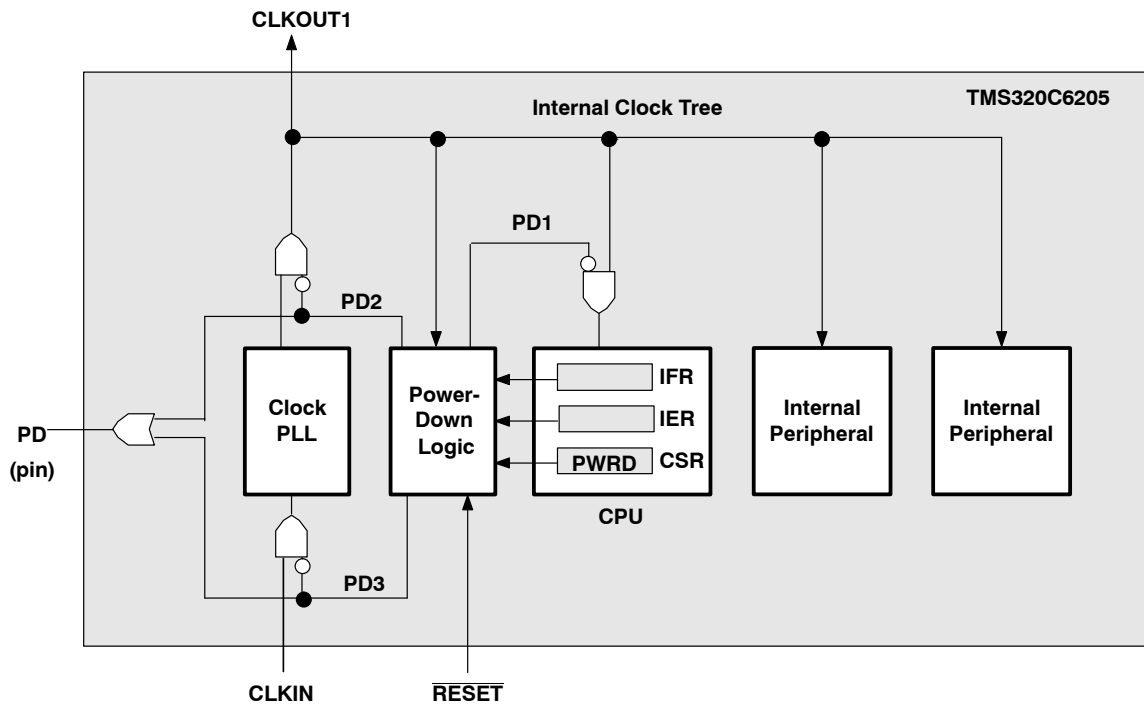 CLKOUT1
TMS320C6205
Internal Clock Tree
PD1
PD2
Clock
PLL
Power-
Down
Logic
IFR
IER
PWRD
CSR
CPU
Internal
Peripheral
Internal
Peripheral
PD
(pin)
PD3
CLKIN
RESET